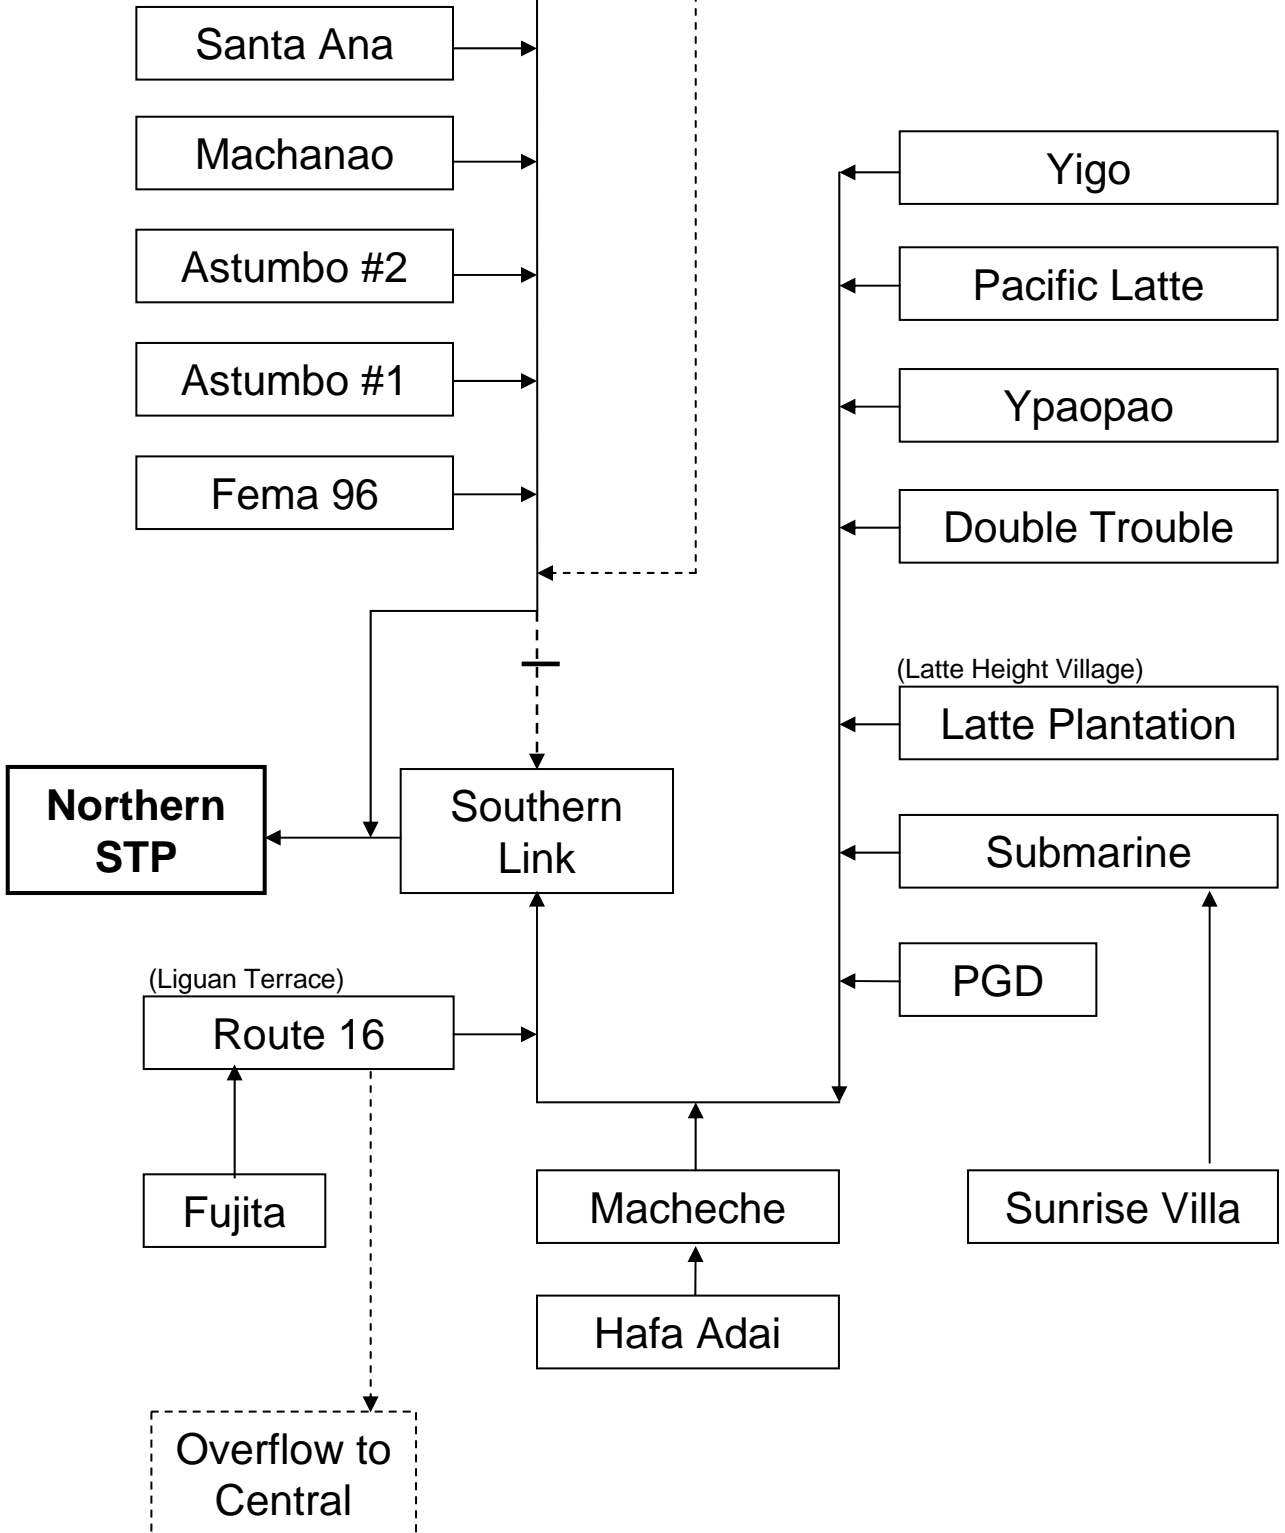 Santa Ana
Machanao
Yigo
Astumbo #2
Pacific Latte
Astumbo #1
Ypaopao
Fema 96
Double Trouble
(Latte Height Village)
Latte Plantation
Northern
STP
Southern
Link
Submarine
(Liguan Terrace)
Route 16
PGD
Fujita
Macheche
Sunrise Villa
Hafa Adai
Overflow to
Central